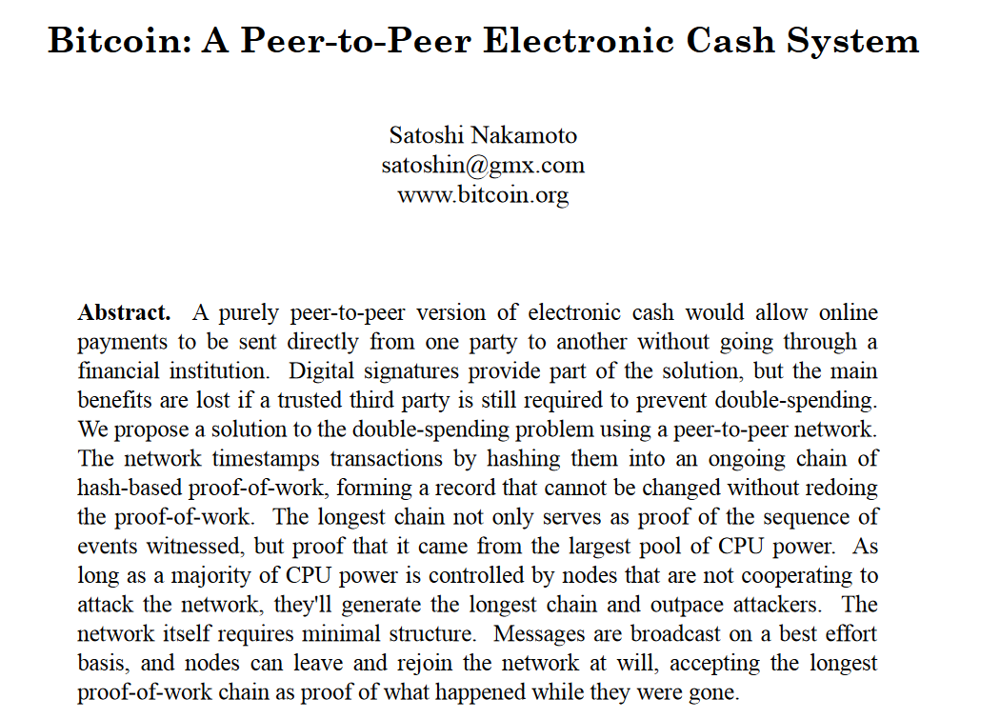 Bitcoin: A Peer-to-Peer Electronic Cash System
Satoshi Nakamoto
satoshin@gmx.com
www.bitcoin.org
Abstract. A purely peer-to-peer version of electronic cash would allow online
payments to be sent directly from one party to another without going through a
financial institution. Digital signatures provide part of the solution, but the main
benefits are lost if a trusted third party is still required to prevent double-spending.
We propose a solution to the double-spending problem using a peer-to-peer network.
The network timestamps transactions by hashing them into an ongoing chain of
hash-based proof-of-work, forming a record that cannot be changed without redoing
the proof-of-work. The longest chain not only serves as proof of the sequence of
events witnessed, but proof that it came from the largest pool of CPU power. As
long as a majority of CPU power is controlled by nodes that are not cooperating to
attack the network, they'll generate the longest chain and outpace attackers. The
network itself requires minimal structure. Messages are broadcast on a best effort
basis, and nodes can leave and rejoin the network at will, accepting the longest
proof-of-work chain as proof of what happened while they were gone.